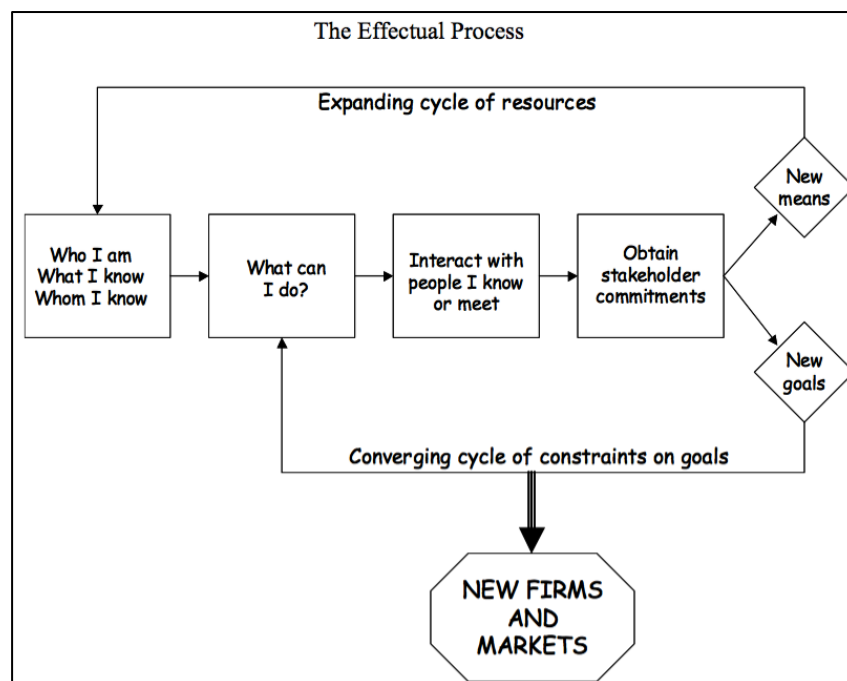 The Effectual Process
Expanding cycle of resources
New
means
Who I am
What I know
Whom I know
What can
I do?
Interact with
people I know
or meet
Obtain
stakeholder
commitments
New
goals
Converging cycle of constraints on goals
NEW FIRMS
AND
MARKETS